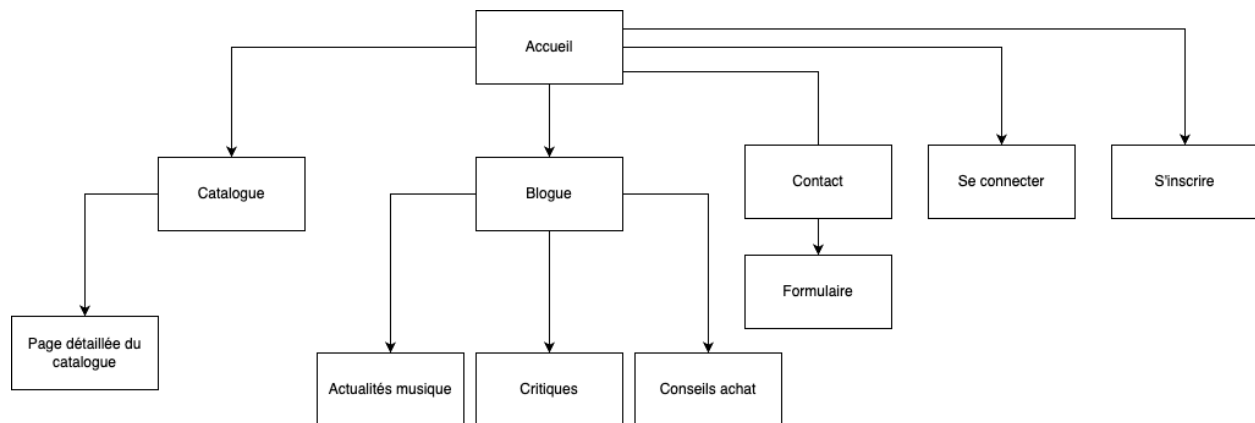 Accueil
Catalogue
Blogue
Contact
Se connecter
S'inscrire
Formulaire
Page détaillée du
catalogue
Actualités musique
Critiques
Conseils achat